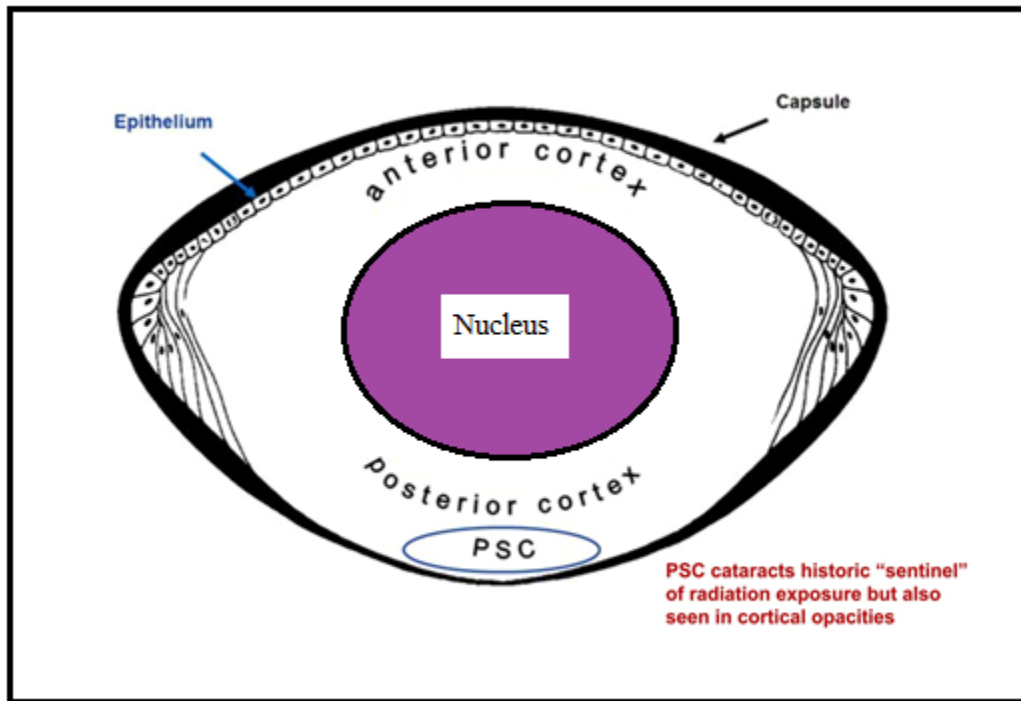 Capsule
Epithelium
anterior cortex
Nucleus
posterior cortex
PSC
PSC cataracts historic “sentinel”
of radiation exposure but also
seen in cortical opacities